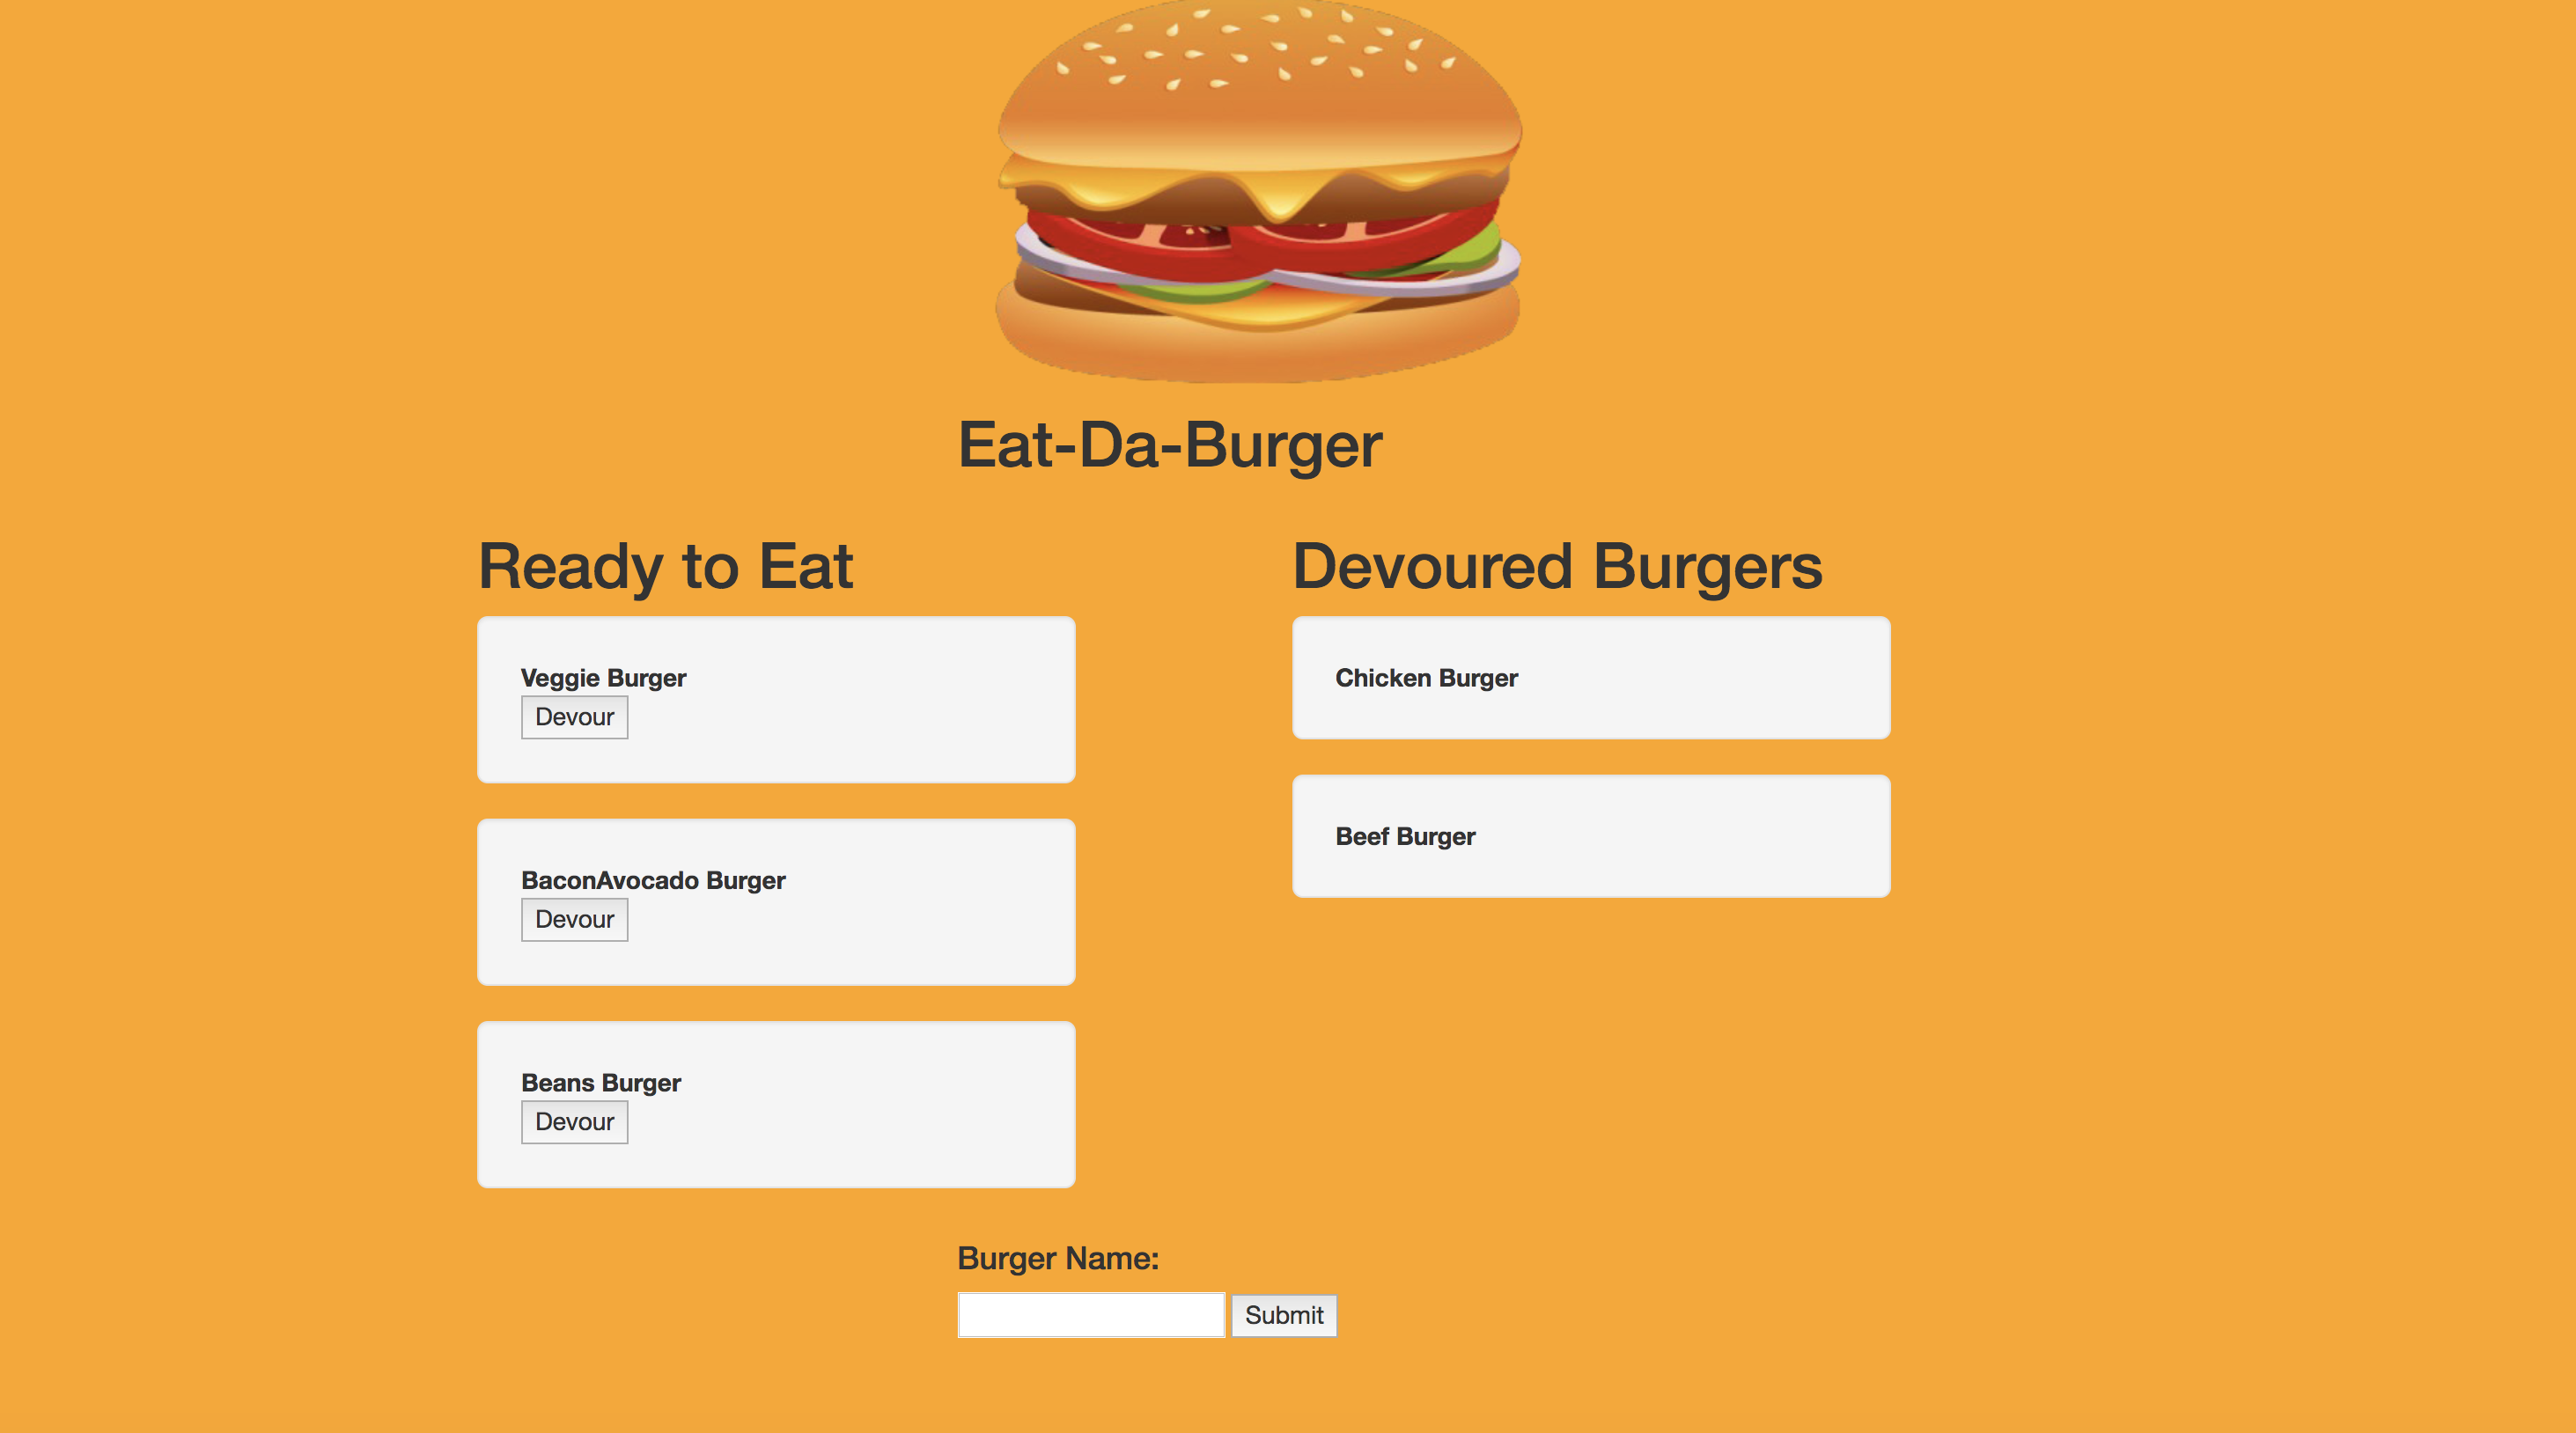 Eat-Da-Burger
Ready to Eat
Veggie Burger
Devour
BaconAvocado Burger
Devour
Beans Burger
Devour
Devoured Burgers
Chicken Burger
Beef Burger
Burger Name:
Submit